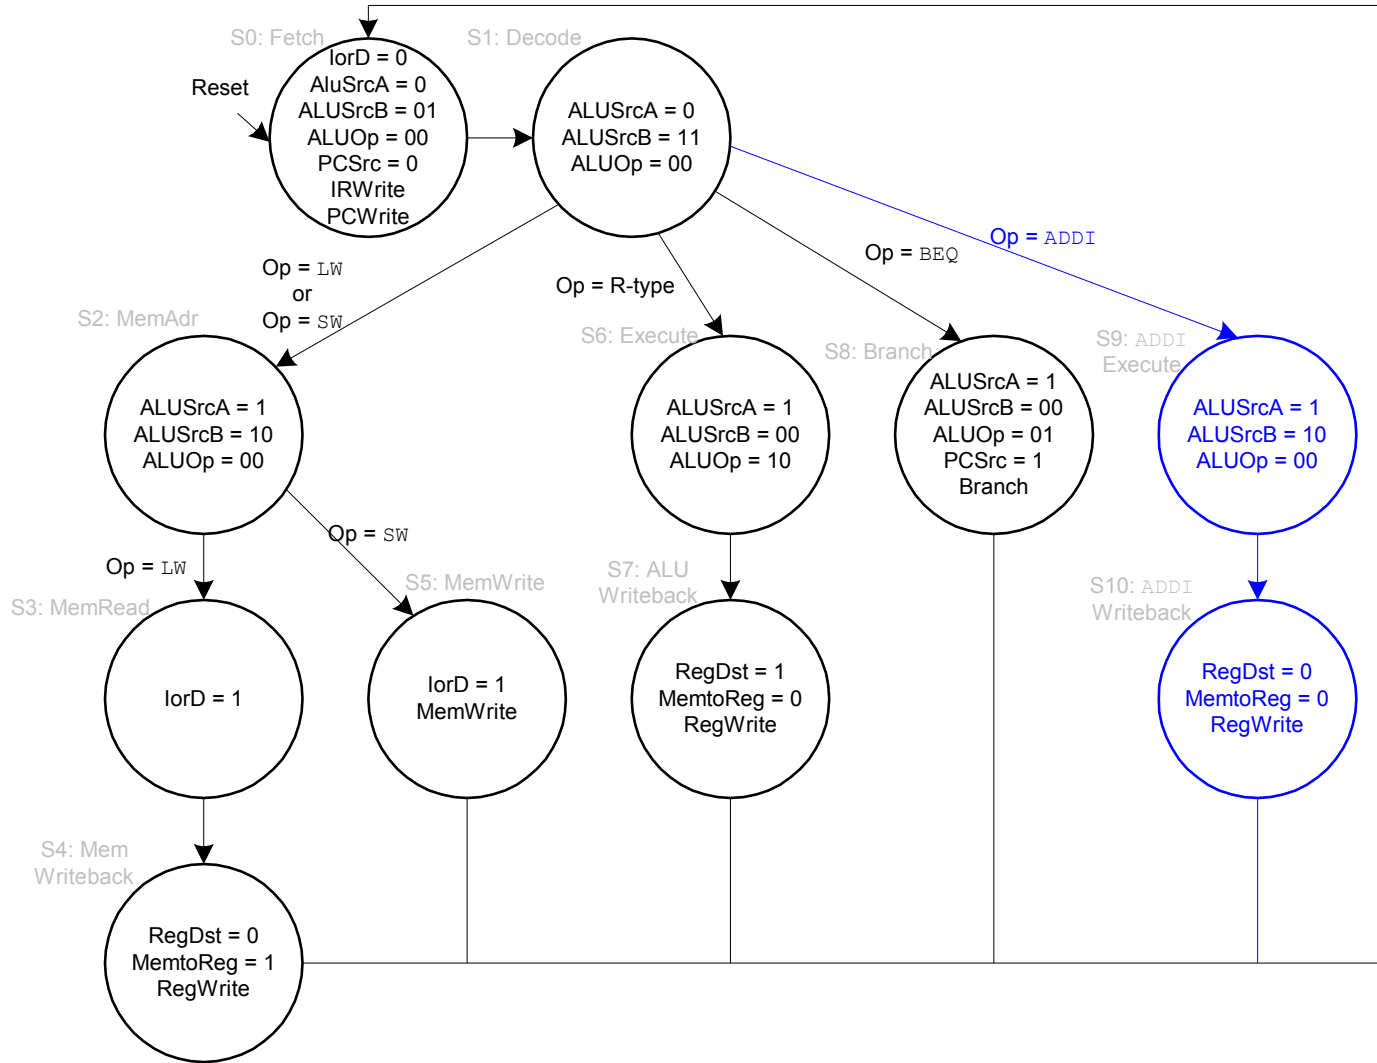 S0: Fetch
S1: Decode
Reset
IorD = 0
AluSrcA = 0
ALUSrcB = 01
ALUOp = 00
PCSrc = 0
IRWrite
PCWrite
ALUSrcA = 0
ALUSrcB = 11
ALUOp = 00
Op = LW
or
Op = SW
Op = R-type
Op = BEQ
Op = ADDI
S2: MemAdr
ALUSrcA = 1
ALUSrcB = 10
ALUOp = 00
S6: Execute
ALUSrcA = 1
ALUSrcB = 00
ALUOp = 10
S8: Branch
ALUSrcA = 1
ALUSrcB = 00
ALUOp = 01
PCSrc = 1
Branch
S9: ADDI
Execute
ALUSrcA = 1
ALUSrcB = 10
ALUOp = 00
Op = LW
Op = SW
S3: MemRead
IorD = 1
S5: MemWrite
IorD = 1
MemWrite
S7: ALU
Writeback
RegDst = 1
MemtoReg = 0
RegWrite
S10: ADDI
Writeback
RegDst = 0
MemtoReg = 0
RegWrite
S4: Mem
Writeback
RegDst = 0
MemtoReg = 1
RegWrite